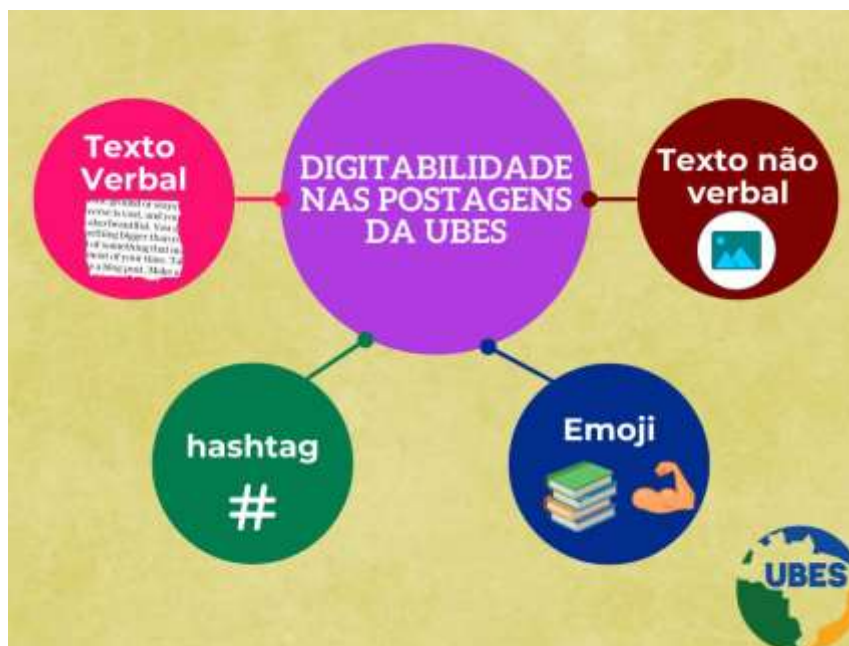 DIGITABILIDADE
NAS POSTAGENS
DA UBES
Texto
Verbal
Texto não
verbal
hashtag
#
Emoji
UBES